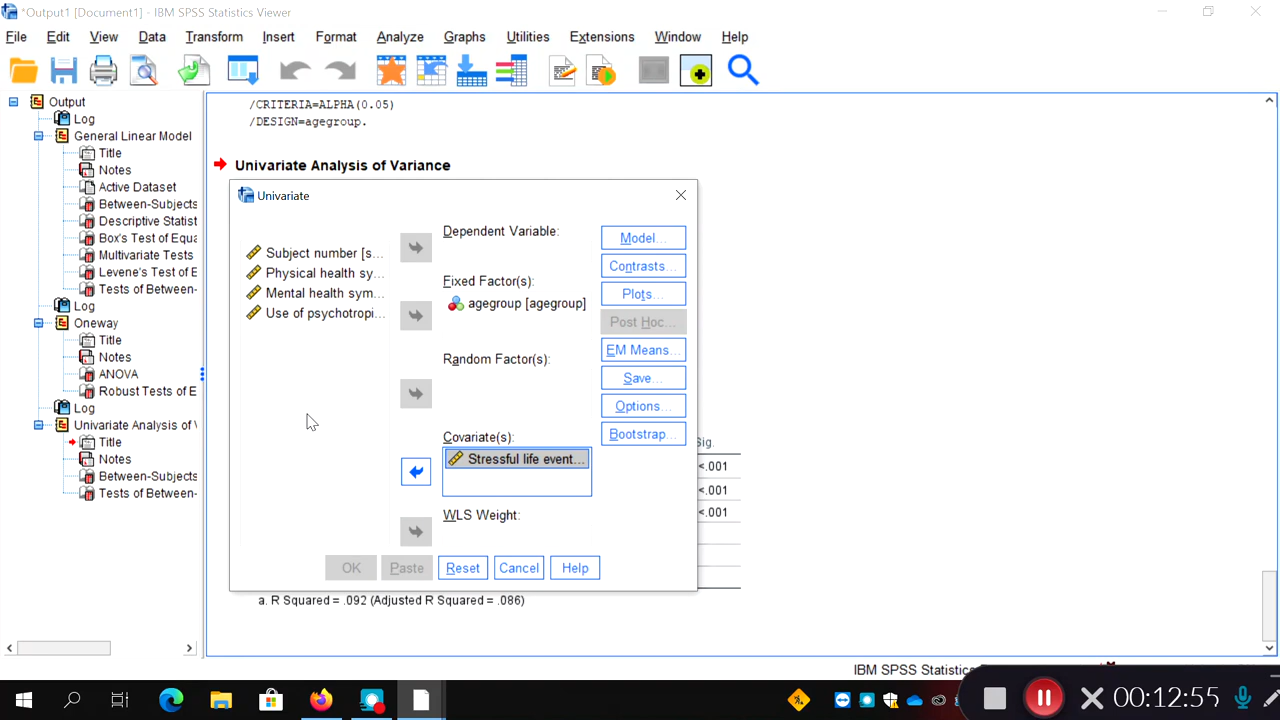 *Output1 [Document1] - IBM SPSS Statistics Viewer
File Edit View Data Transform Insert Format Analyze Graphs Utilities Extensions Window Help
Output
Log
General Linear Model
Title
Notes
Active Dataset
Between-Subjects
Descriptive Statist
Box's Test of Equa
Multivariate Tests
Levene's Test of E
Tests of Between-
Log
Oneway
Title
Notes
ANOVA
Robust Tests of E
Log
Univariate Analysis of V
Title
Notes
Between-Subjects
Tests of Between-
/CRITERIA=ALPHA(0.05)
/DESIGN=agegroup.
Univariate Analysis of Variance
Univariate
Subject number [s...
Physical health sy...
Mental health sym...
Use of psychotropi...
Dependent Variable:
Fixed Factor(s):
agegroup [agegroup]
Random Factor(s):
Covariate(s):
Stressful life event...
WLS Weight:
Model...
Contrasts...
Plots...
Post Hoc...
EM Means...
Save...
Options...
Bootstrap...
OK Paste Reset Cancel Help
Sig.
<.001
<.001
<.001
a. R Squared = .092 (Adjusted R Squared = .086)
IBM SPSS Statistics
00:12:55